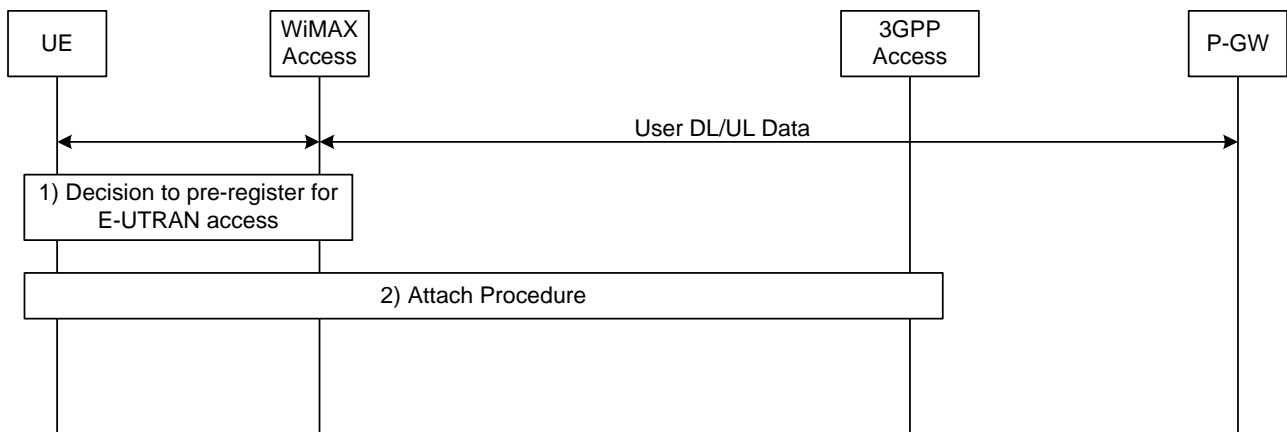 UE
WiMAX
Access
3GPP
Access
P-GW
User DL/UL Data
1) Decision to pre-register for
E-UTRAN access
2) Attach Procedure